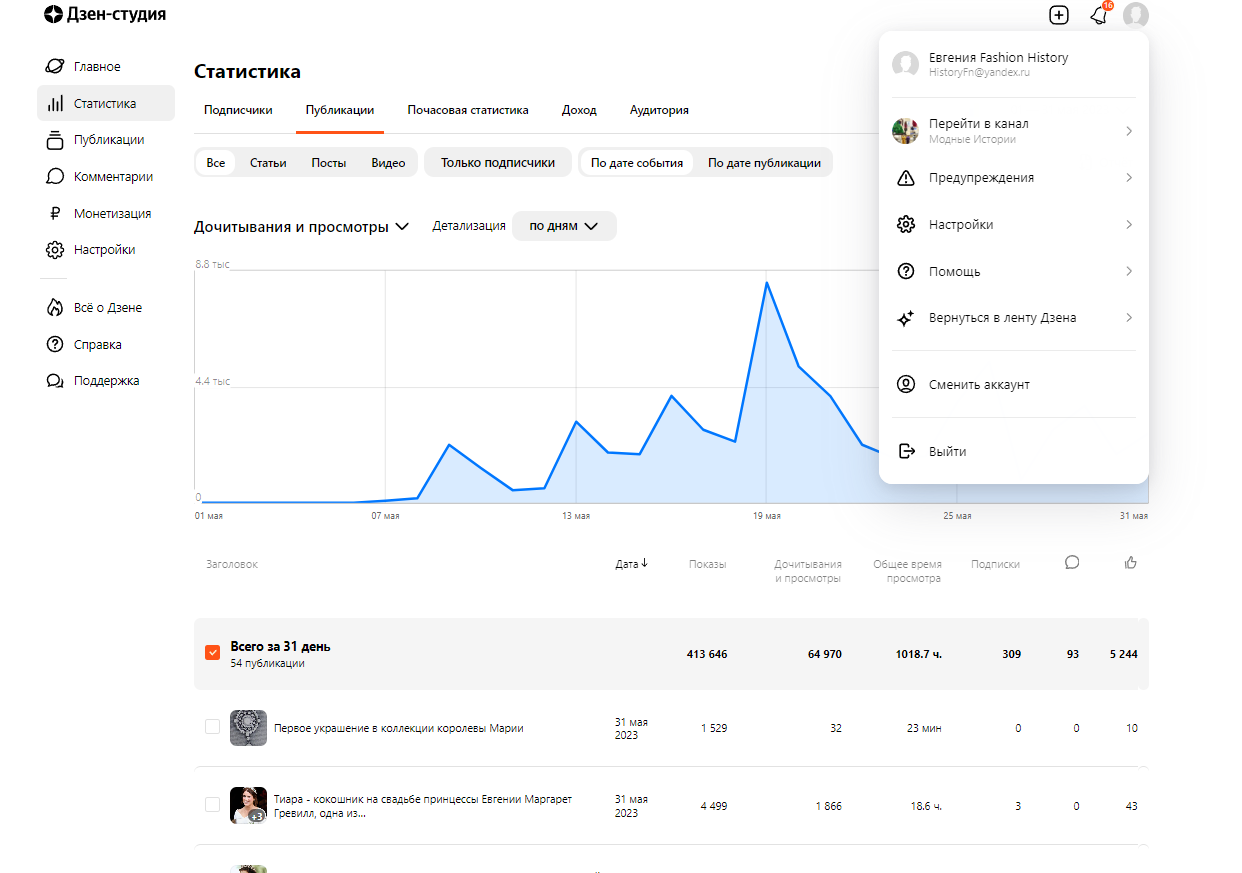 Дзен-студия
16
Главное
Статистика
Публикации
Комментарии
Монетизация
Настройки
Всё о Дзене
Справка
Поддержка
Статистика
Подписчики Публикации Почасовая статистика Доход Аудитория
Все Статьи Посты Видео Только подписчики По дате события По дате публикации
Дочитывания и просмотры Детализация по дням
8.8 тыс
4.4 тыс
0
01 мая 07 мая 13 мая 19 мая 25 мая 31 мая
Евгения Fashion History
HistoryFn@yandex.ru
Перейти в канал
Модные Истории
Предупреждения
Настройки
Помощь
Вернуться в ленту Дзена
Сменить аккаунт
Выйти
Заголовок Дата Показы Дочитывания и просмотры Общее время просмотра Подписки
Всего за 31 день
54 публикации
413 646 64 970 1018.7 ч. 309 93 5 244
Первое украшение в коллекции королевы Марии
31 мая
2023
1 529 32 23 мин 0 0 10
+3
Тиара - кокошник на свадьбе принцессы Евгении Маргарет
Гревилл, одна из...
31 мая
2023
4 499 1 866 18.6 ч. 3 0 43